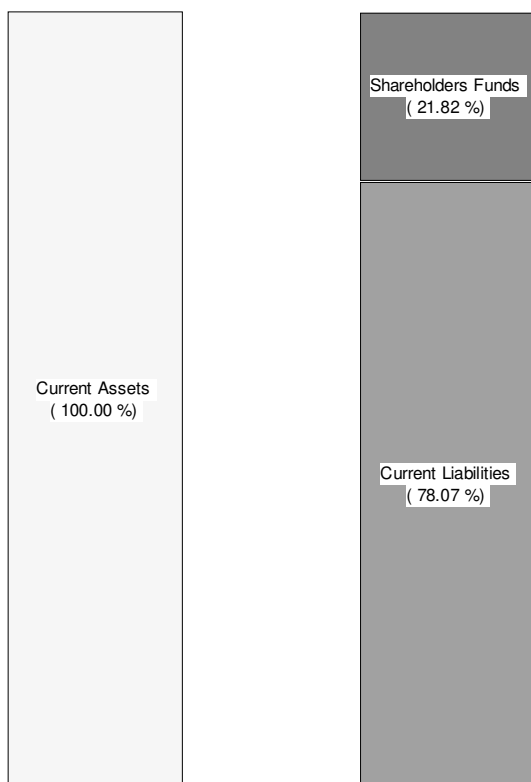 Shareholders Funds
( 21.82 %)
Current Assets
( 100.00 %)
Current Liabilities
( 78.07 %)